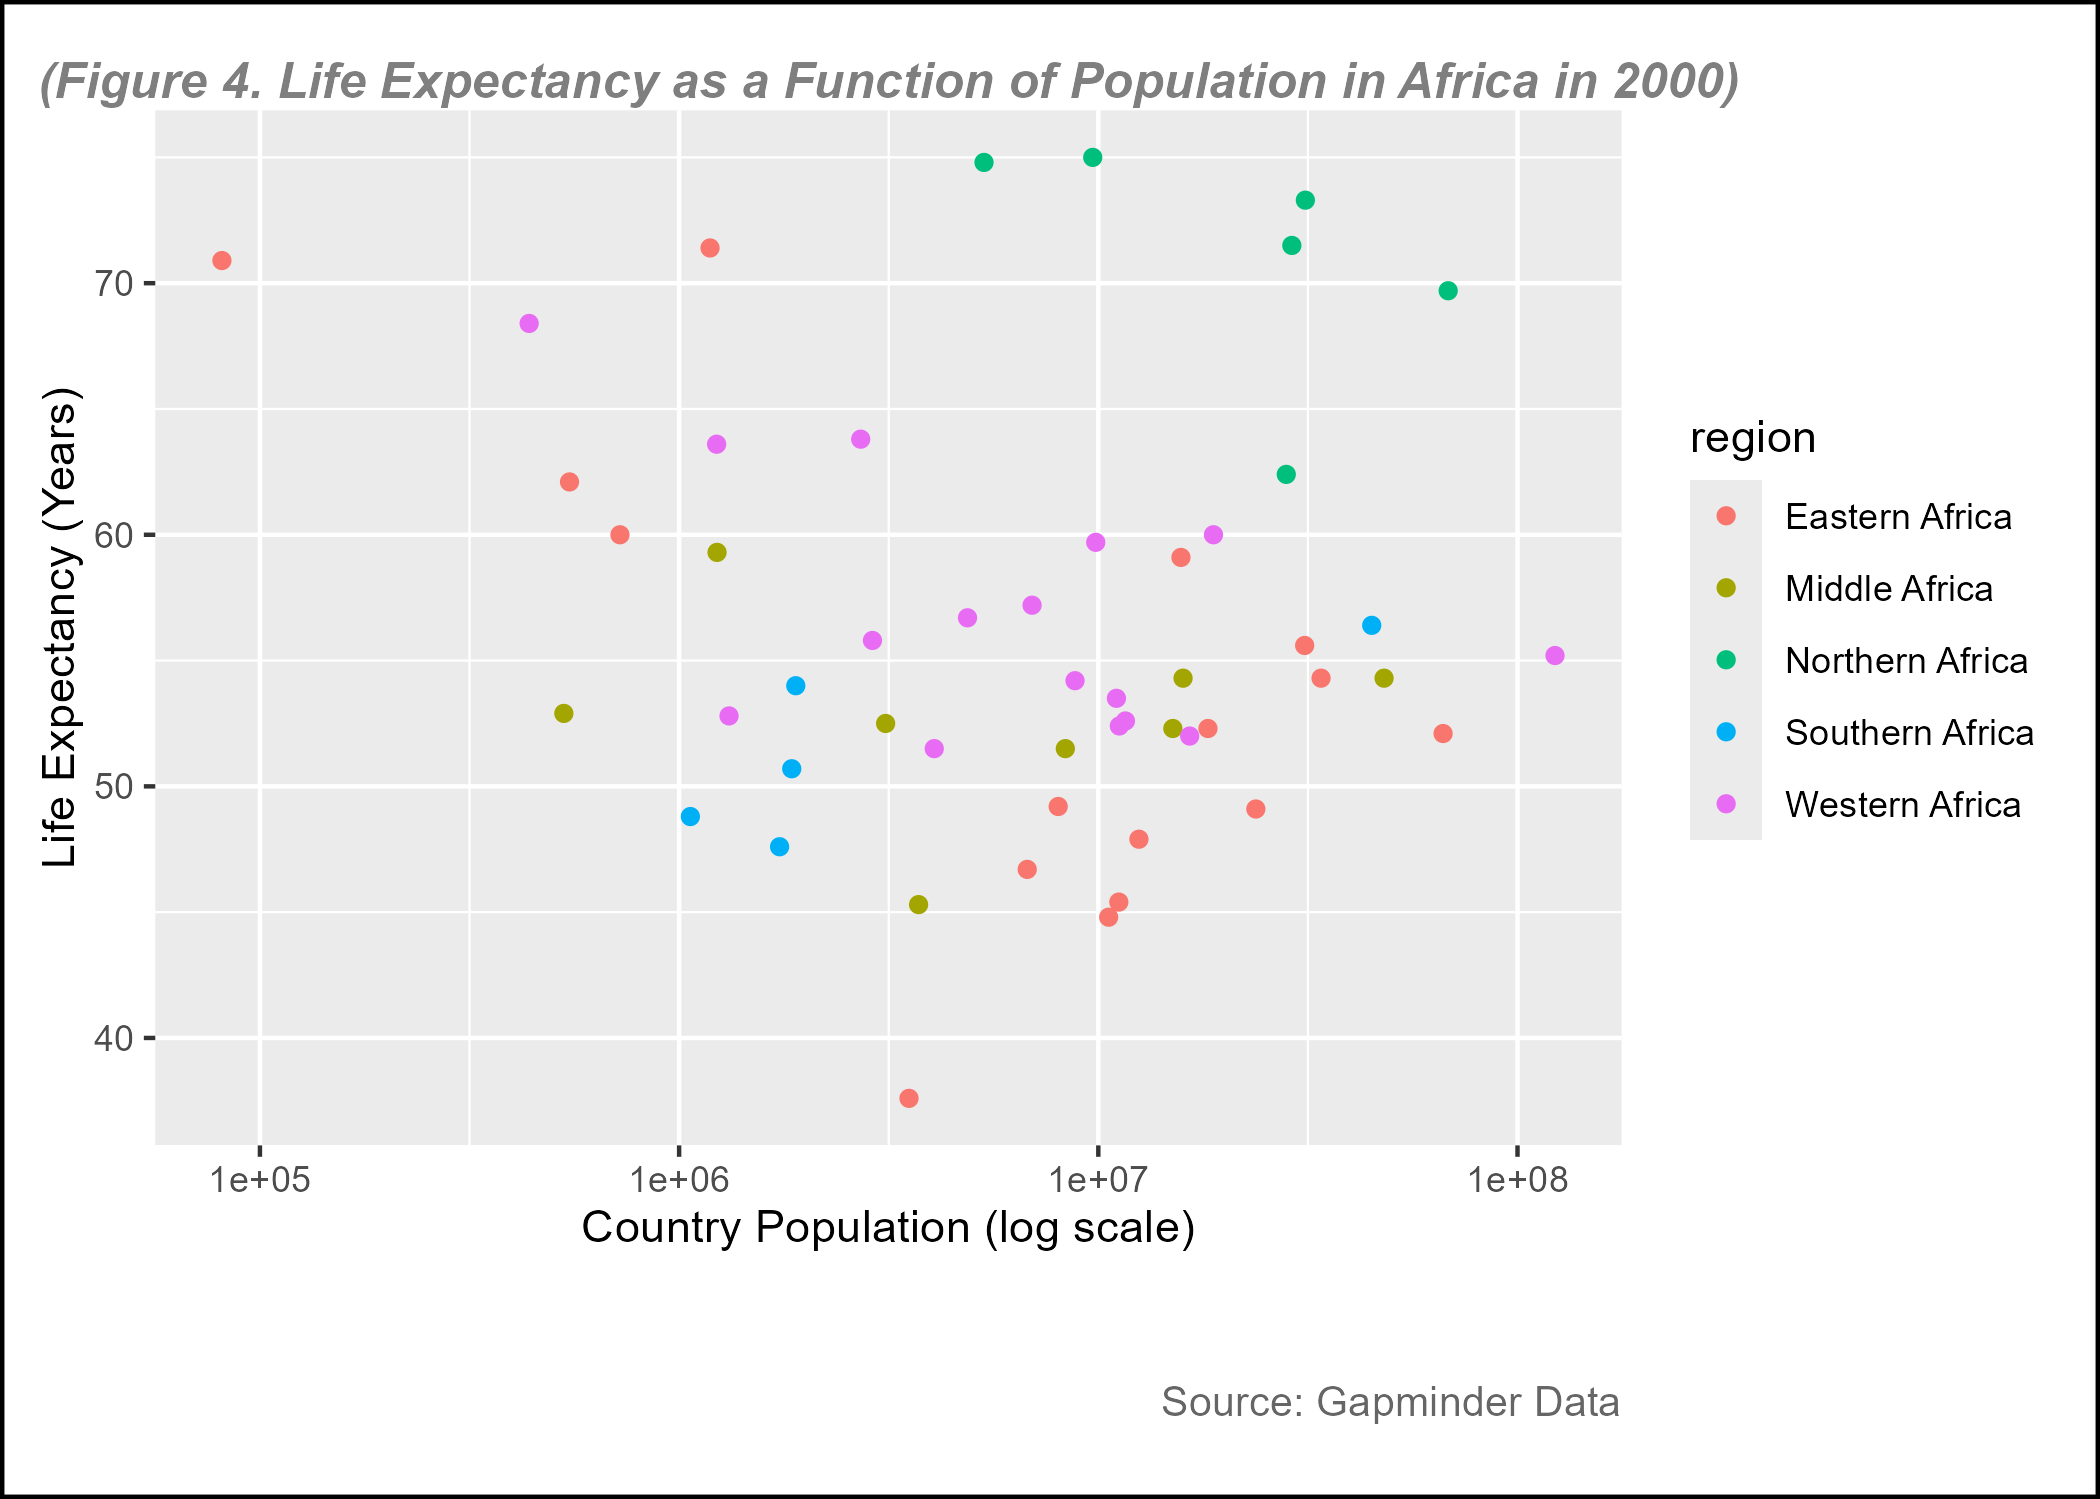 (Figure 4. Life Expectancy as a Function of Population in Africa in 2000)
Life Expectancy (Years)
70
60
50
40
1e+05
1e+06
1e+07
1e+08
Country Population (log scale)
region
Eastern Africa
Middle Africa
Northern Africa
Southern Africa
Western Africa
Source: Gapminder Data